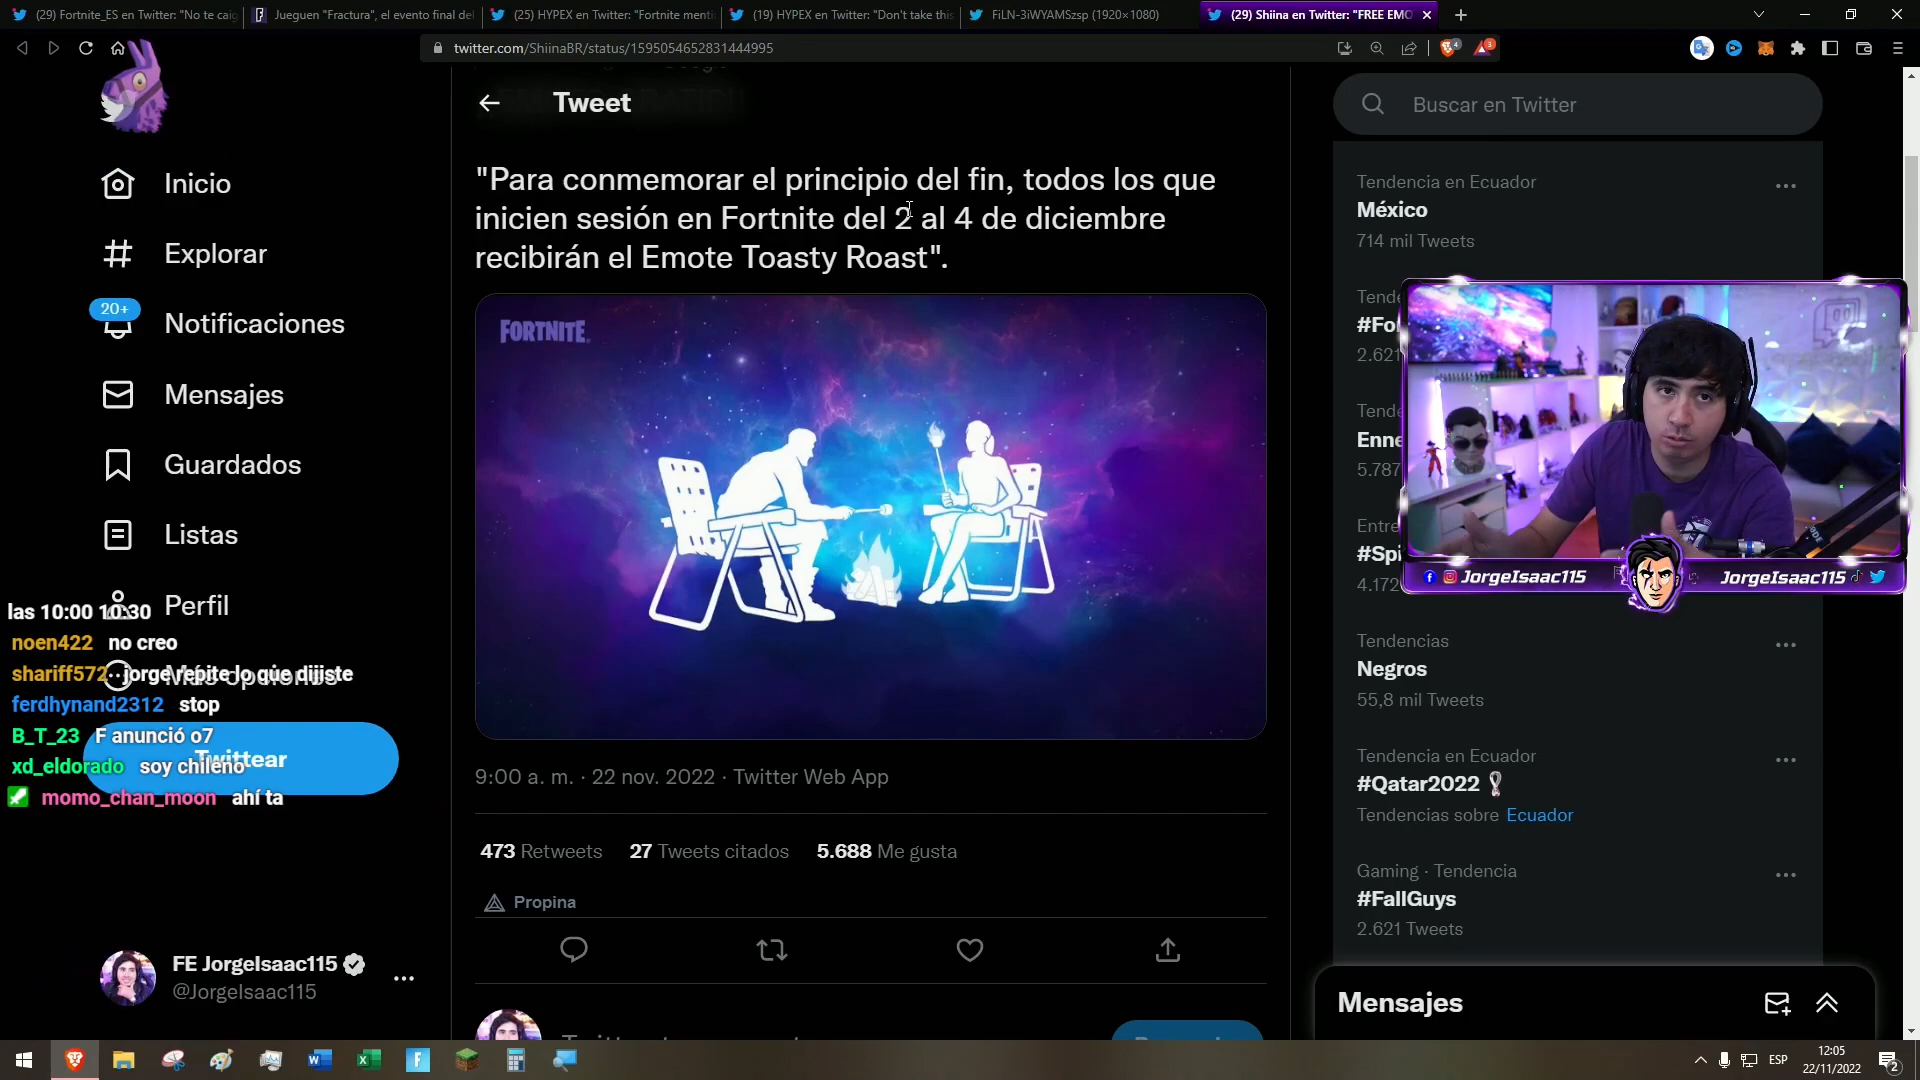 (29) Fortnite_ES en Twitter: "No te caig
Jueguen "Fractura", el evento final del
(25) HYPEX en Twitter: "Fortnite menti
(19) HYPEX en Twitter: "Don't take this
FiLN-3iWYAMSzsp (1920×1080)
(29) Shiina en Twitter: "FREE EMO
twitter.com/ShiinaBR/status/1595054652831444995
4
3
Tweet
"Para conmemorar el principio del fin, todos los que
inicien sesión en Fortnite del 2 al 4 de diciembre
recibirán el Emote Toasty Roast".
FORTNITE
9:00 a. m. · 22 nov. 2022 · Twitter Web App
473 Retweets 27 Tweets citados 5.688 Me gusta
Propina
Inicio
Explorar
20+
Notificaciones
Mensajes
Guardados
Listas
Perfil
Twittear
las 10:00 10:30
noen422 no creo
shariff572 jorge repite lo que dijiste
ferdhynand2312 stop
B_T_23 F anunció o7
xd_eldorado soy chileno
momo_chan_moon ahí ta
FE JorgeIsaac115
@JorgeIsaac115
Buscar en Twitter
Tendencia en Ecuador
México
714 mil Tweets
Tende
#Fo
2.621
Tende
Enne
5.787
Entre
#Spi
4.172
JorgeIsaac115
JorgeIsaac115
Tendencias
Negros
55,8 mil Tweets
Tendencia en Ecuador
#Qatar2022
Tendencias sobre Ecuador
Gaming · Tendencia
#FallGuys
2.621 Tweets
Mensajes
ESP
12:05
22/11/2022
2